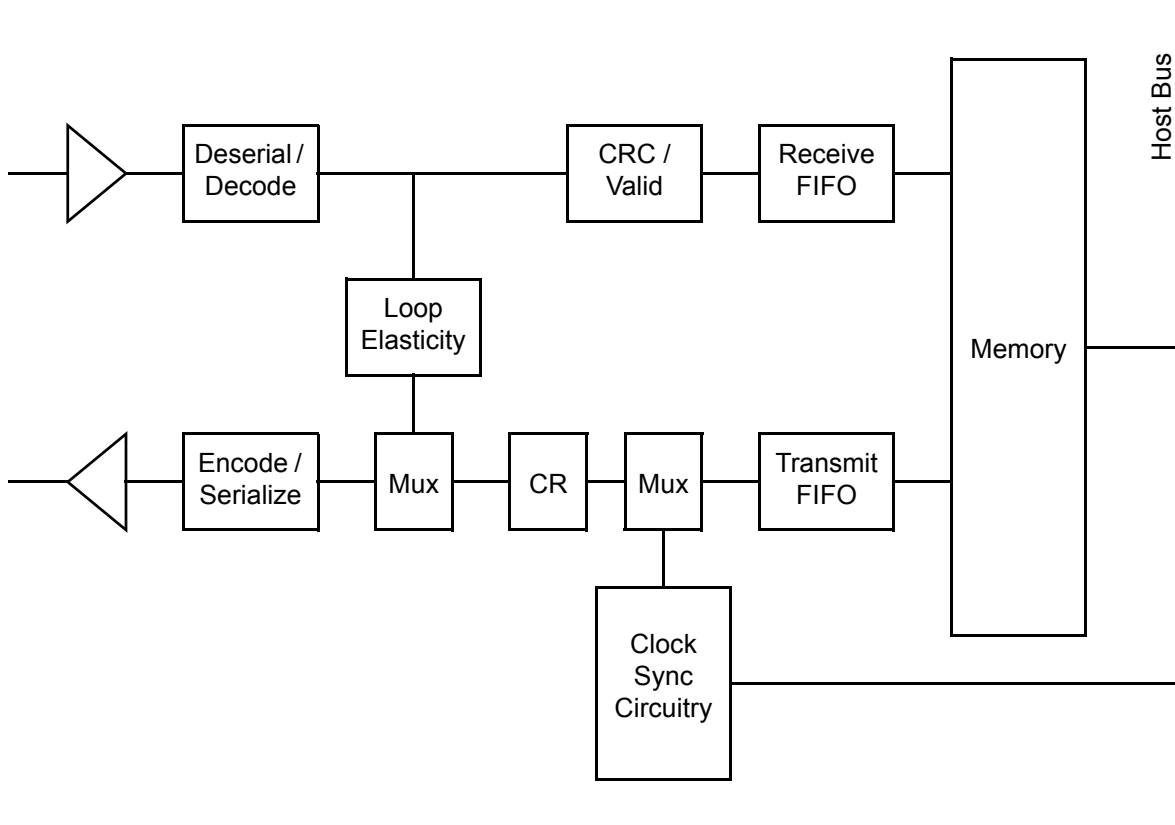 Host Bus
Deserial /
Decode
CRC /
Valid
Receive
FIFO
Loop
Elasticity
Memory
Encode /
Serialize
Mux
CR
Mux
Transmit
FIFO
Clock
Sync
Circuitry